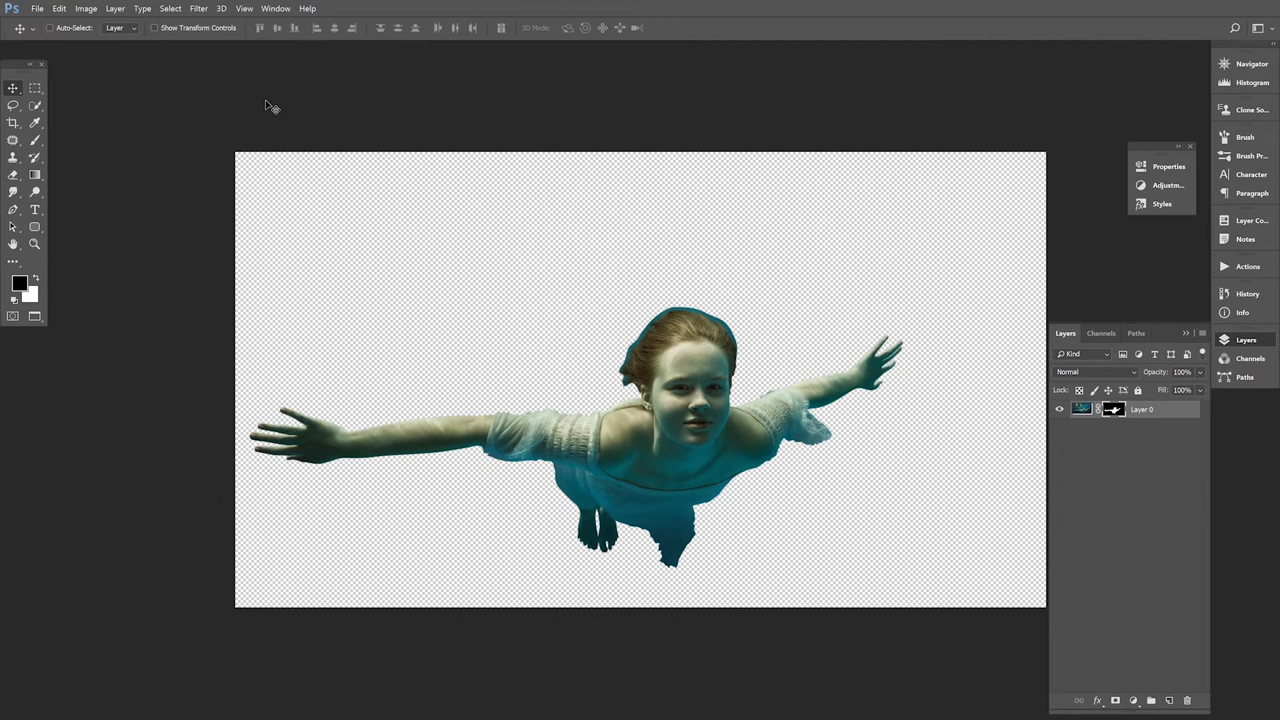 Ps File Edit Image Layer Type Select Filter 3D View Window Help
Auto-Select: Layer Show Transform Controls 3D Mode:
Navigator
Histogram
Clone So...
Brush
Brush Pr...
Character
Paragraph
Layer Co...
Notes
Actions
History
Info
Layers
Channels
Paths
Properties
Adjustm...
Styles
Layers Channels Paths
Kind
Normal Opacity: 100%
Lock: Fill: 100%
Layer 0
fx